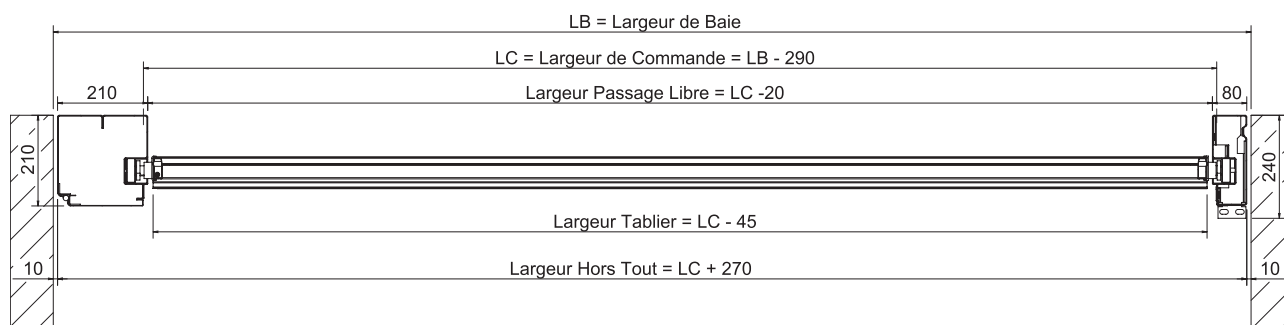 LB = Largeur de Baie
LC = Largeur de Commande = LB - 290
210
Largeur Passage Libre = LC -20
80
210
240
Largeur Tablier = LC - 45
10
Largeur Hors Tout = LC + 270
10